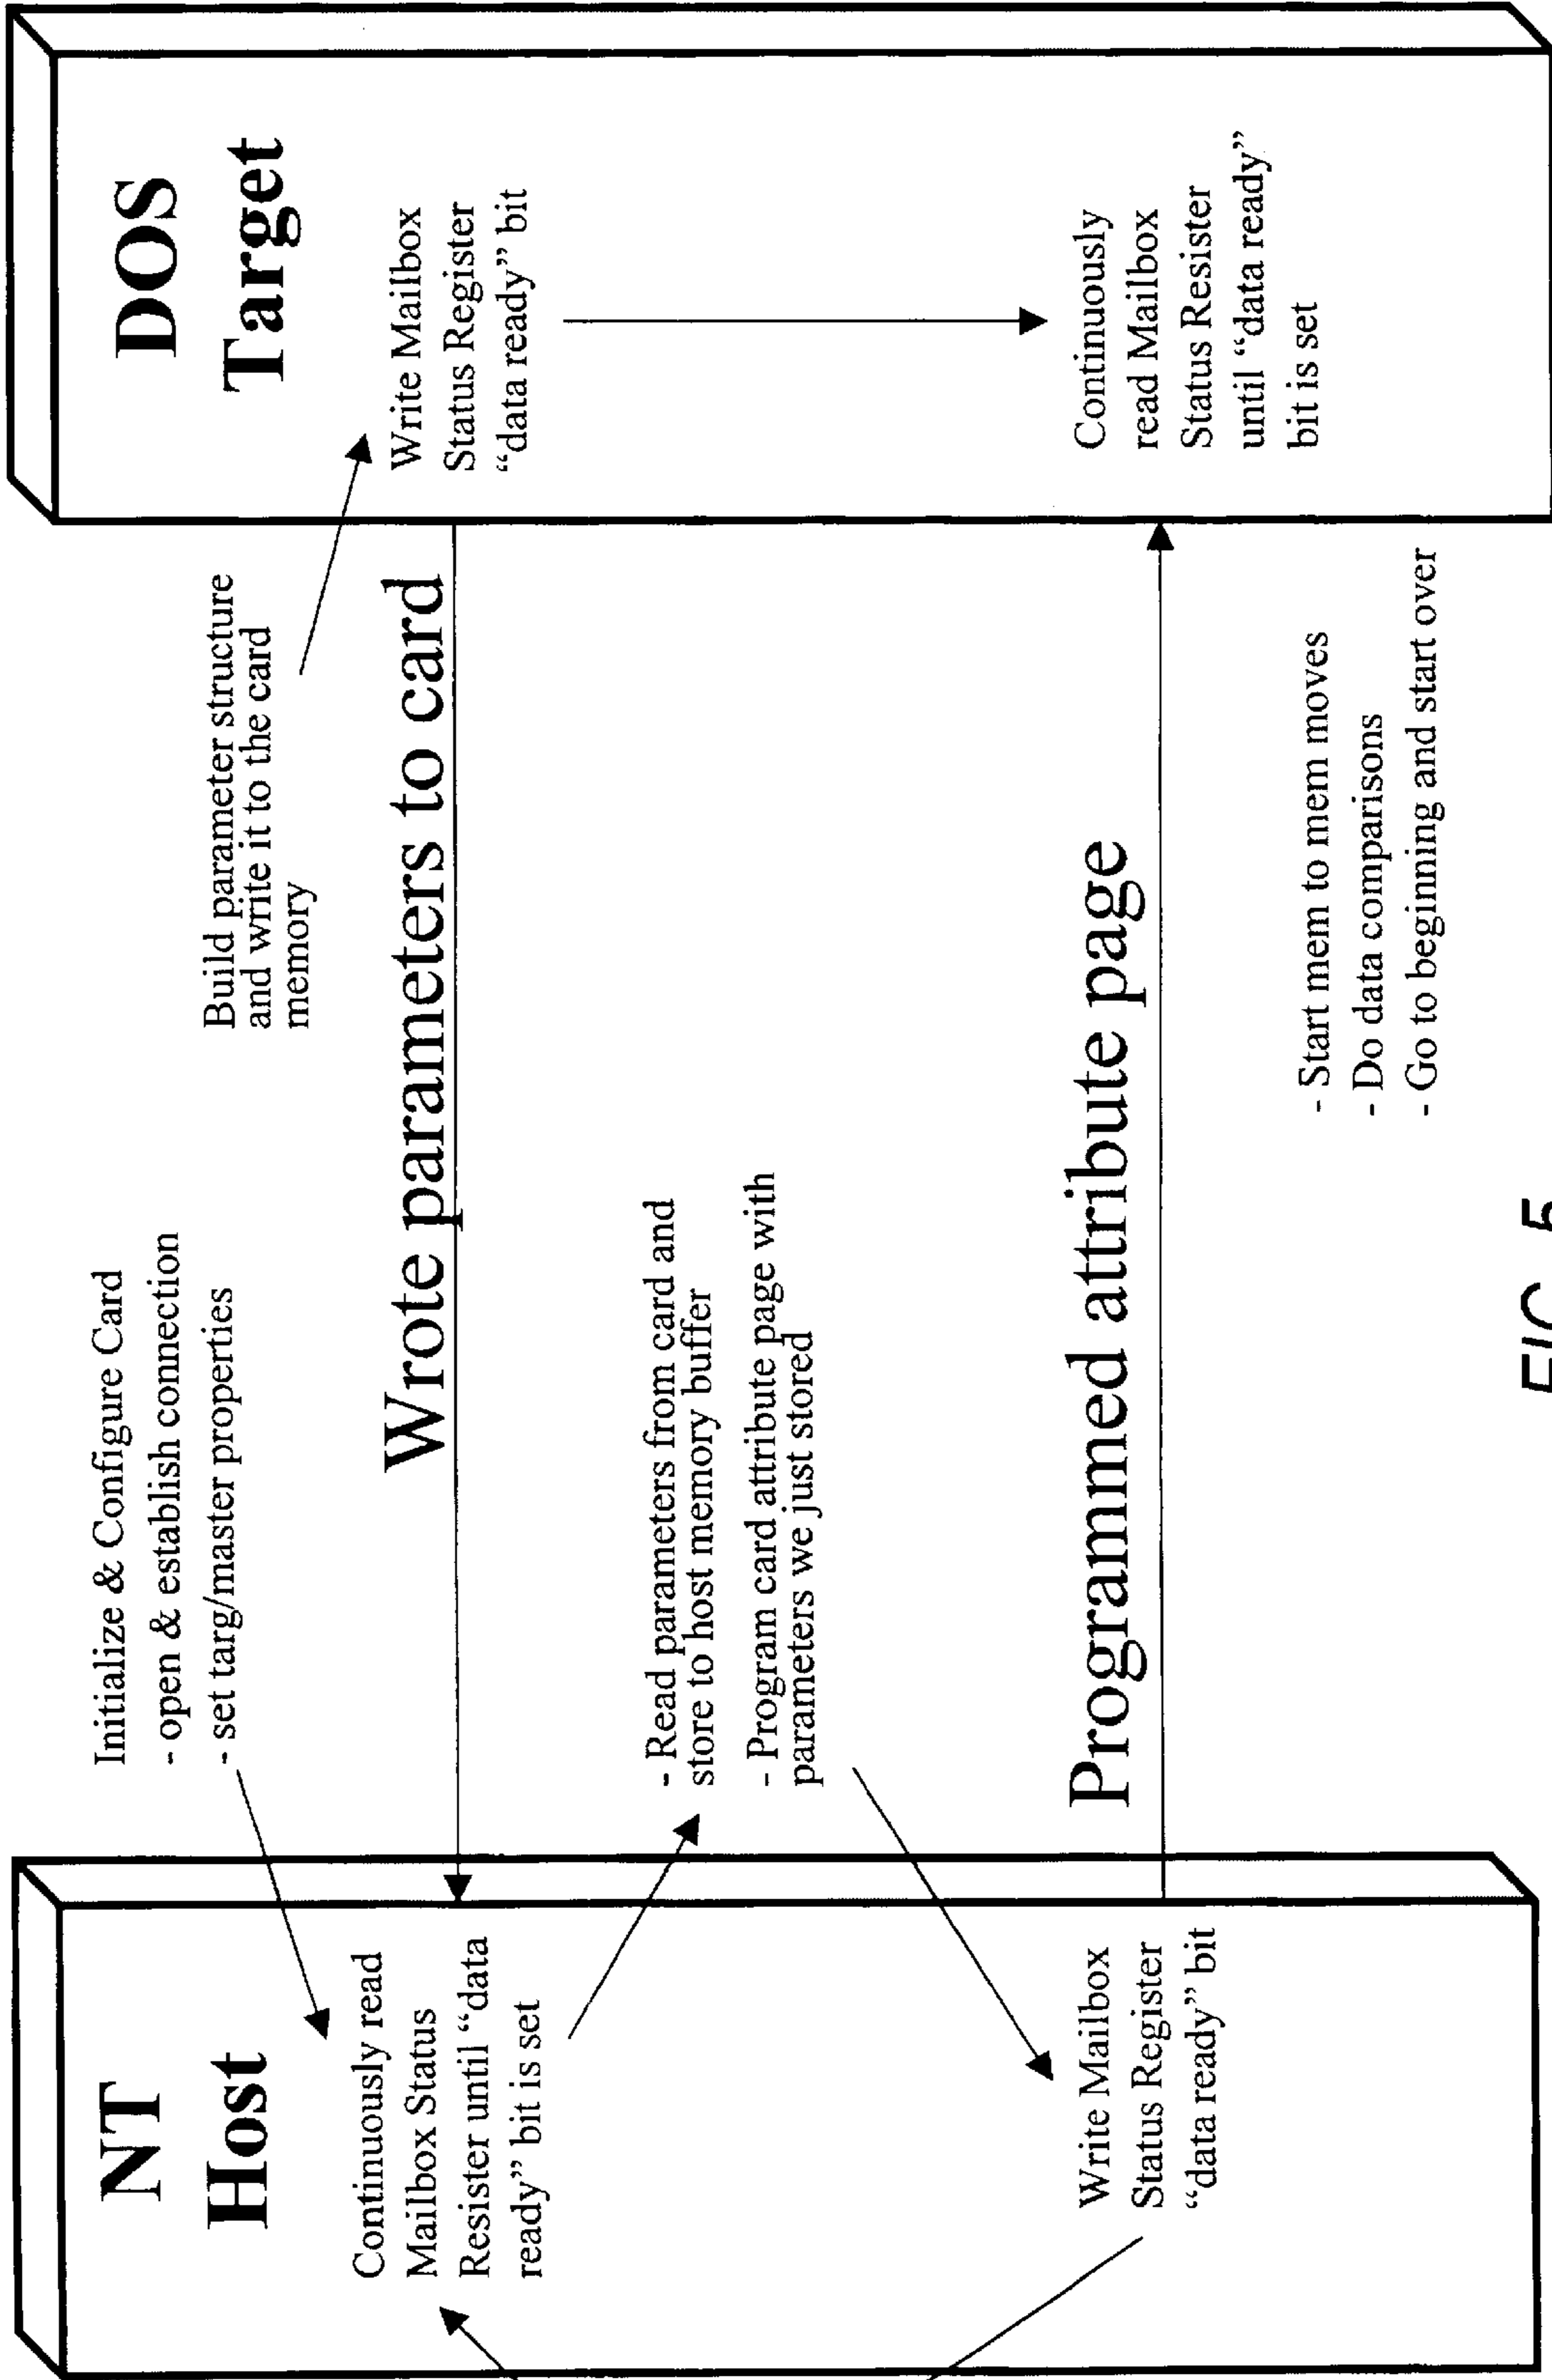 NT
Host
Initialize & Configure Card
- open & establish connection
- set targ/master properties
Continuously read
Mailbox Status
Resister until “data
ready” bit is set
DOS
Target
Build parameter structure
and write it to the card
memory
Write Mailbox
Status Register
“data ready” bit
Wrote parameters to card
- Read parameters from card and
store to host memory buffer
- Program card attribute page with
parameters we just stored
Write Mailbox
Status Register
“data ready” bit
Programmed attribute page
Continuously
read Mailbox
Status Resister
until “data ready”
bit is set
- Start mem to mem moves
- Do data comparisons
- Go to beginning and start over
FIG. 5